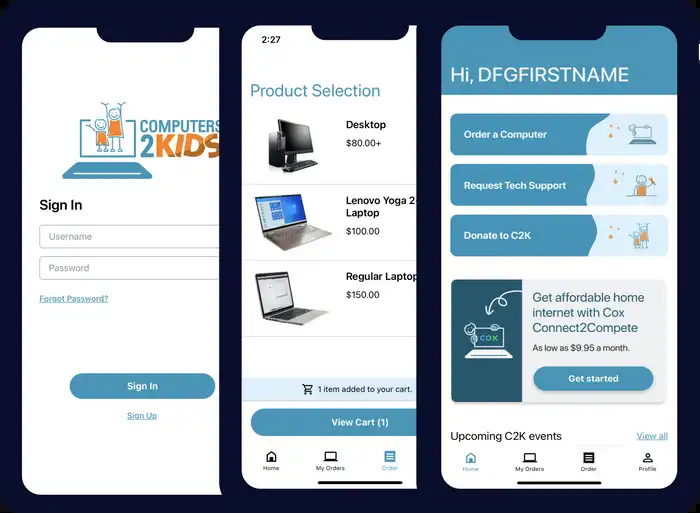 COMPUTERS
2KIDS
Sign In
Username
Password
Forgot Password?
Sign In
Sign Up
2:27
Product Selection
Desktop
$80.00+
Lenovo Yoga 2-
Laptop
$100.00
Regular Laptop
$150.00
1 item added to your cart.
View Cart (1)
Home
My Orders
Order
Hi, DFGFIRSTNAME
Order a Computer
Request Tech Support
Donate to C2K
COX
Get affordable home
internet with Cox
Connect2Compete
As low as $9.95 a month.
Get started
Upcoming C2K events
View all
Home
My Orders
Order
Profile